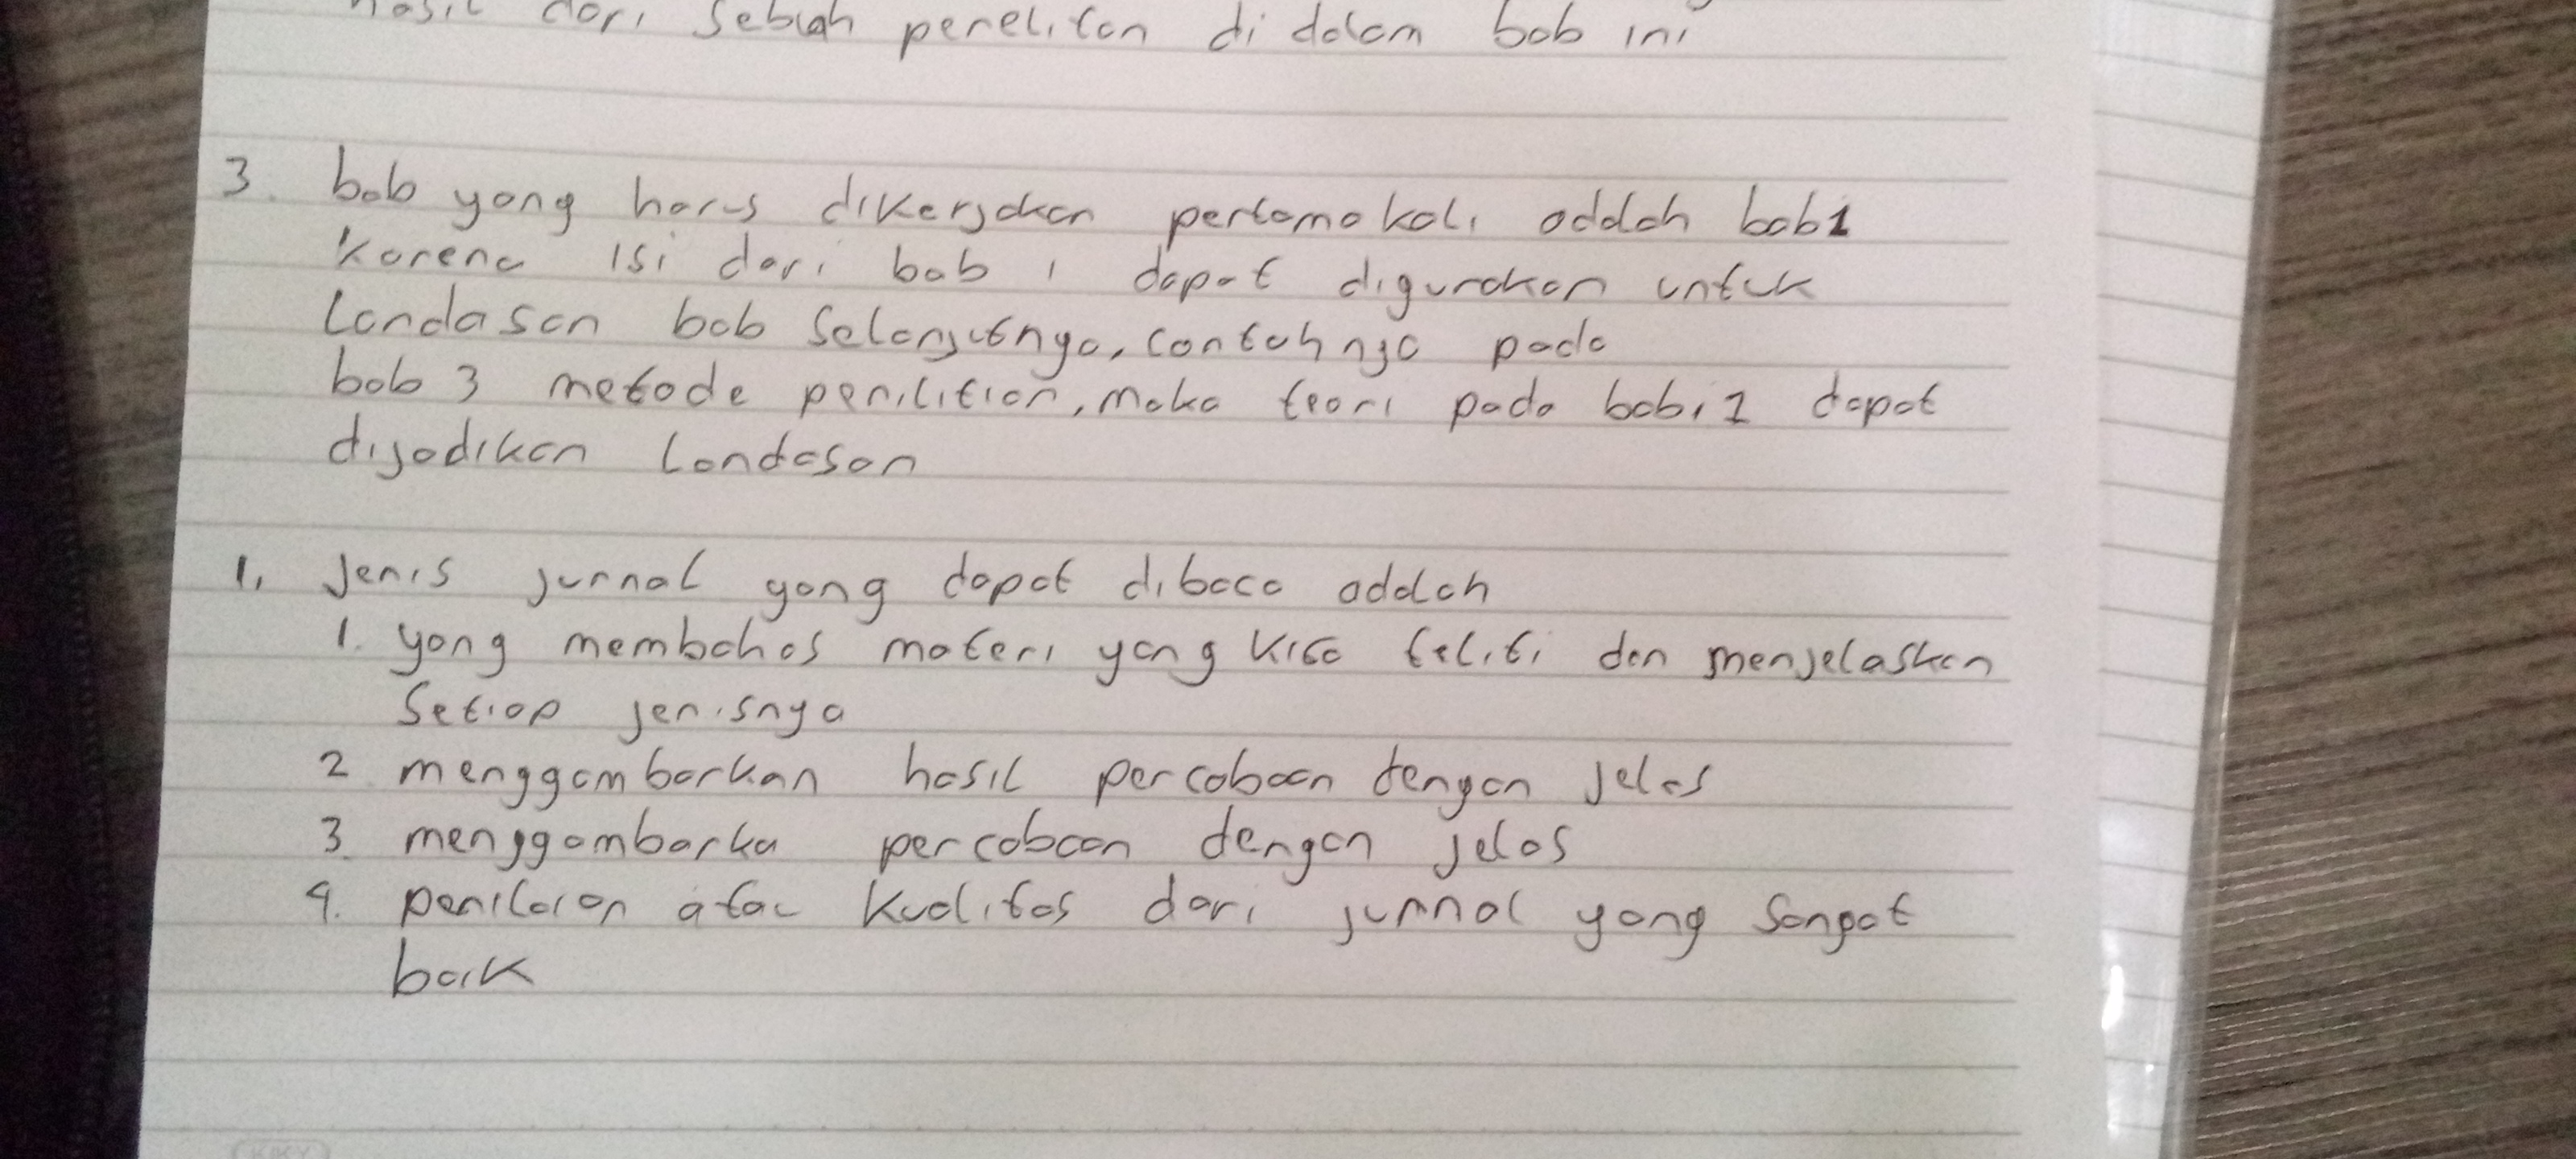 hasil dari sebuah penelitan di dalam bab ini
3. bab yang harus dikerjakan pertama kali adalah bab 1
karena isi dari bab 1 dapat digunakan untuk
landasan bab selanjutnya, contohnya pada
bab 3 metode penilitian, maka teori pada bab 1 dapat
dijadikan landasan
1. Jenis jurnal yang dapat dibaca adalah
1. yang membahas materi yang kita teliti dan menjelaskan
setiap jenisnya
2. menggambarkan hasil percobaan dengan jelas
3. menggambarka percobaan dengan jelas
4. penilaian atau kualitas dari jurnal yang sangat
baik